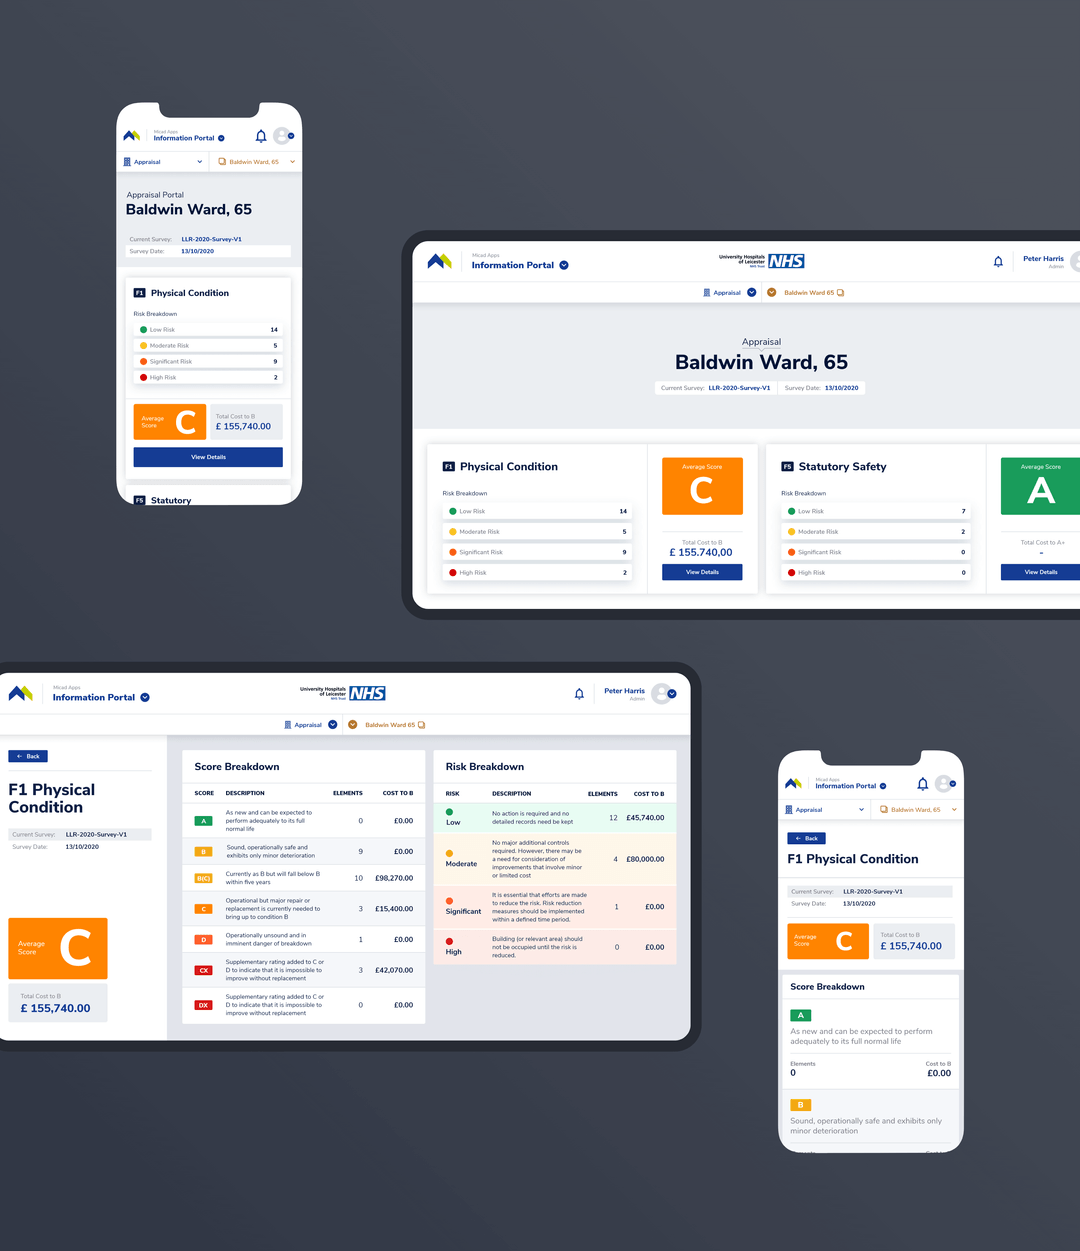 Micad Apps
Information Portal
Appraisal
Baldwin Ward, 65
Appraisal Portal
Baldwin Ward, 65
Current Survey: LLR-2020-Survey-V1
Survey Date: 13/10/2020
F1 Physical Condition
Risk Breakdown
Low Risk 14
Moderate Risk 5
Significant Risk 9
High Risk 2
Average
Score
C
Total Cost to B
£ 155,740.00
View Details
F5 Statutory
Micad Apps
Information Portal
University Hospitals
of Leicester
NHS Trust
NHS
Peter Harris
Admin
Appraisal
Baldwin Ward 65
Appraisal
Baldwin Ward, 65
Current Survey: LLR-2020-Survey-V1 Survey Date: 13/10/2020
F1 Physical Condition
Risk Breakdown
Low Risk 14
Moderate Risk 5
Significant Risk 9
High Risk 2
Average Score
C
Total Cost to B
£ 155.740,00
View Details
F5 Statutory Safety
Risk Breakdown
Low Risk 7
Moderate Risk 2
Significant Risk 0
High Risk 0
Average Score
A
Total Cost to A+
-
View Details
Micad Apps
Information Portal
University Hospitals
of Leicester
NHS Trust
NHS
Peter Harris
Admin
Appraisal
Baldwin Ward 65
← Back
F1 Physical
Condition
Current Survey: LLR-2020-Survey-V1
Survey Date: 13/10/2020
Average
Score
C
Total Cost to B
£ 155,740.00
Score Breakdown
SCORE DESCRIPTION ELEMENTS COST TO B
A As new and can be expected to
perform adequately to its full
normal life
0 £0.00
B Sound, operationally safe and
exhibits only minor deterioration
9 £0.00
B(C) Currently as B but will fall below B
within five years
10 £98,270.00
C Operational but major repair or
replacement is currently needed to
bring up to condition B
3 £15,400.00
D Operationally unsound and in
imminent danger of breakdown
1 £0.00
CX Supplementary rating added to C or
D to indicate that it is impossible to
improve without replacement
3 £42,070.00
DX Supplementary rating added to C or
D to indicate that it is impossible to
improve without replacement
0 £0.00
Risk Breakdown
RISK DESCRIPTION ELEMENTS COST TO B
Low
No action is required and no
detailed records need be kept
12 £45,740.00
Moderate
No major additional controls
required. However, there may be
a need for consideration of
improvements that involve minor
or limited cost
4 £80,000.00
Significant
It is essential that efforts are made
to reduce the risk. Risk reduction
measures should be implemented
within a defined time period.
1 £0.00
High
Building (or relevant area) should
not be occupied until the risk is
reduced.
0 £0.00
Micad Apps
Information Portal
Appraisal
Baldwin Ward, 65
← Back
F1 Physical Condition
Current Survey: LLR-2020-Survey-V1
Survey Date: 13/10/2020
Average
Score
C
Total Cost to B
£ 155,740.00
Score Breakdown
A
As new and can be expected to perform
adequately to its full normal life
Elements Cost to B
0 £0.00
B
Sound, operationally safe and exhibits only
minor deterioration